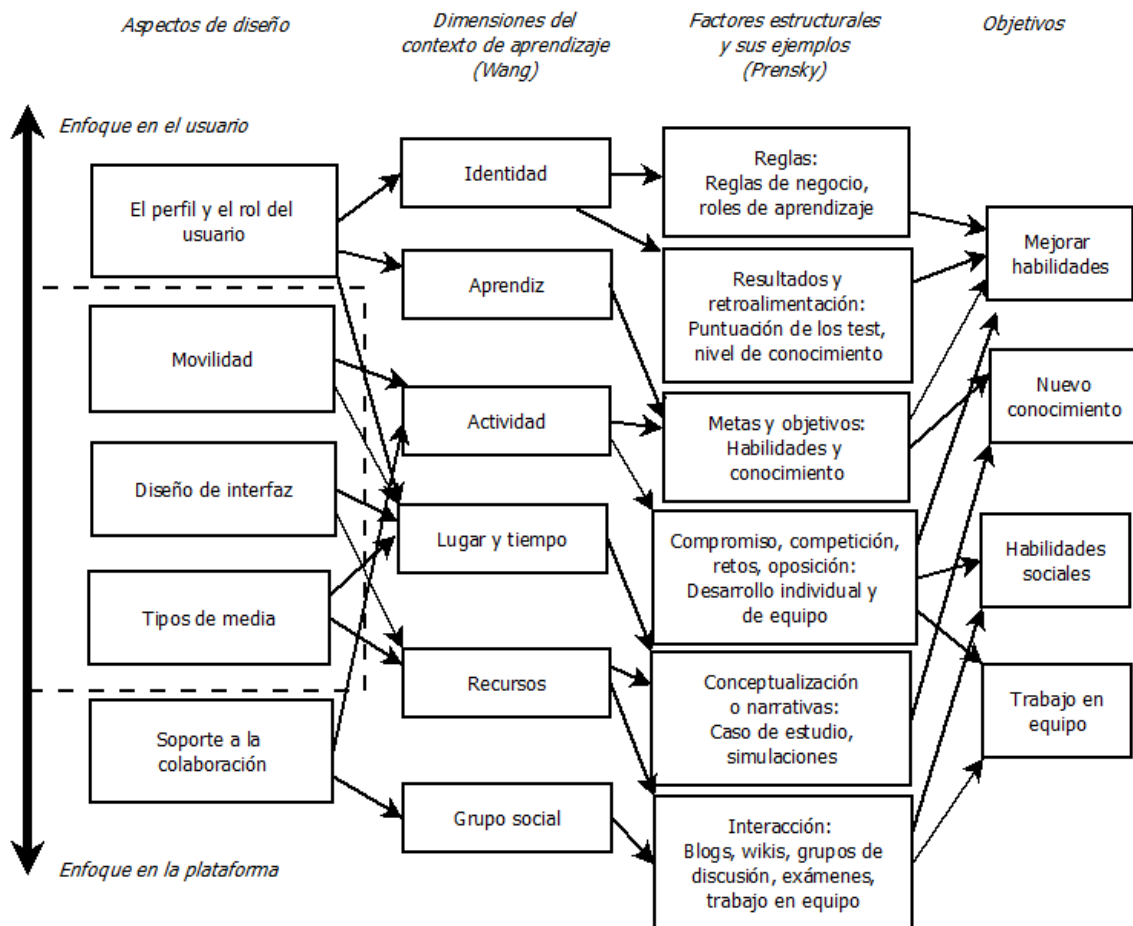 Aspectos de diseño
Dimensiones del
contexto de aprendizaje
(Wang)
Factores estructurales
y sus ejemplos
(Prensky)
Objetivos
Enfoque en el usuario
El perfil y el rol del
usuario
Movilidad
Diseño de interfaz
Tipos de media
Soporte a la
colaboración
Enfoque en la plataforma
Identidad
Aprendiz
Actividad
Lugar y tiempo
Recursos
Grupo social
Reglas:
Reglas de negocio,
roles de aprendizaje
Resultados y
retroalimentación:
Puntuación de los test,
nivel de conocimiento
Metas y objetivos:
Habilidades y
conocimiento
Compromiso, competición,
retos, oposición:
Desarrollo individual y
de equipo
Conceptualización
o narrativas:
Caso de estudio,
simulaciones
Interacción:
Blogs, wikis, grupos de
discusión, exámenes,
trabajo en equipo
Mejorar
habilidades
Nuevo
conocimiento
Habilidades
sociales
Trabajo en
equipo